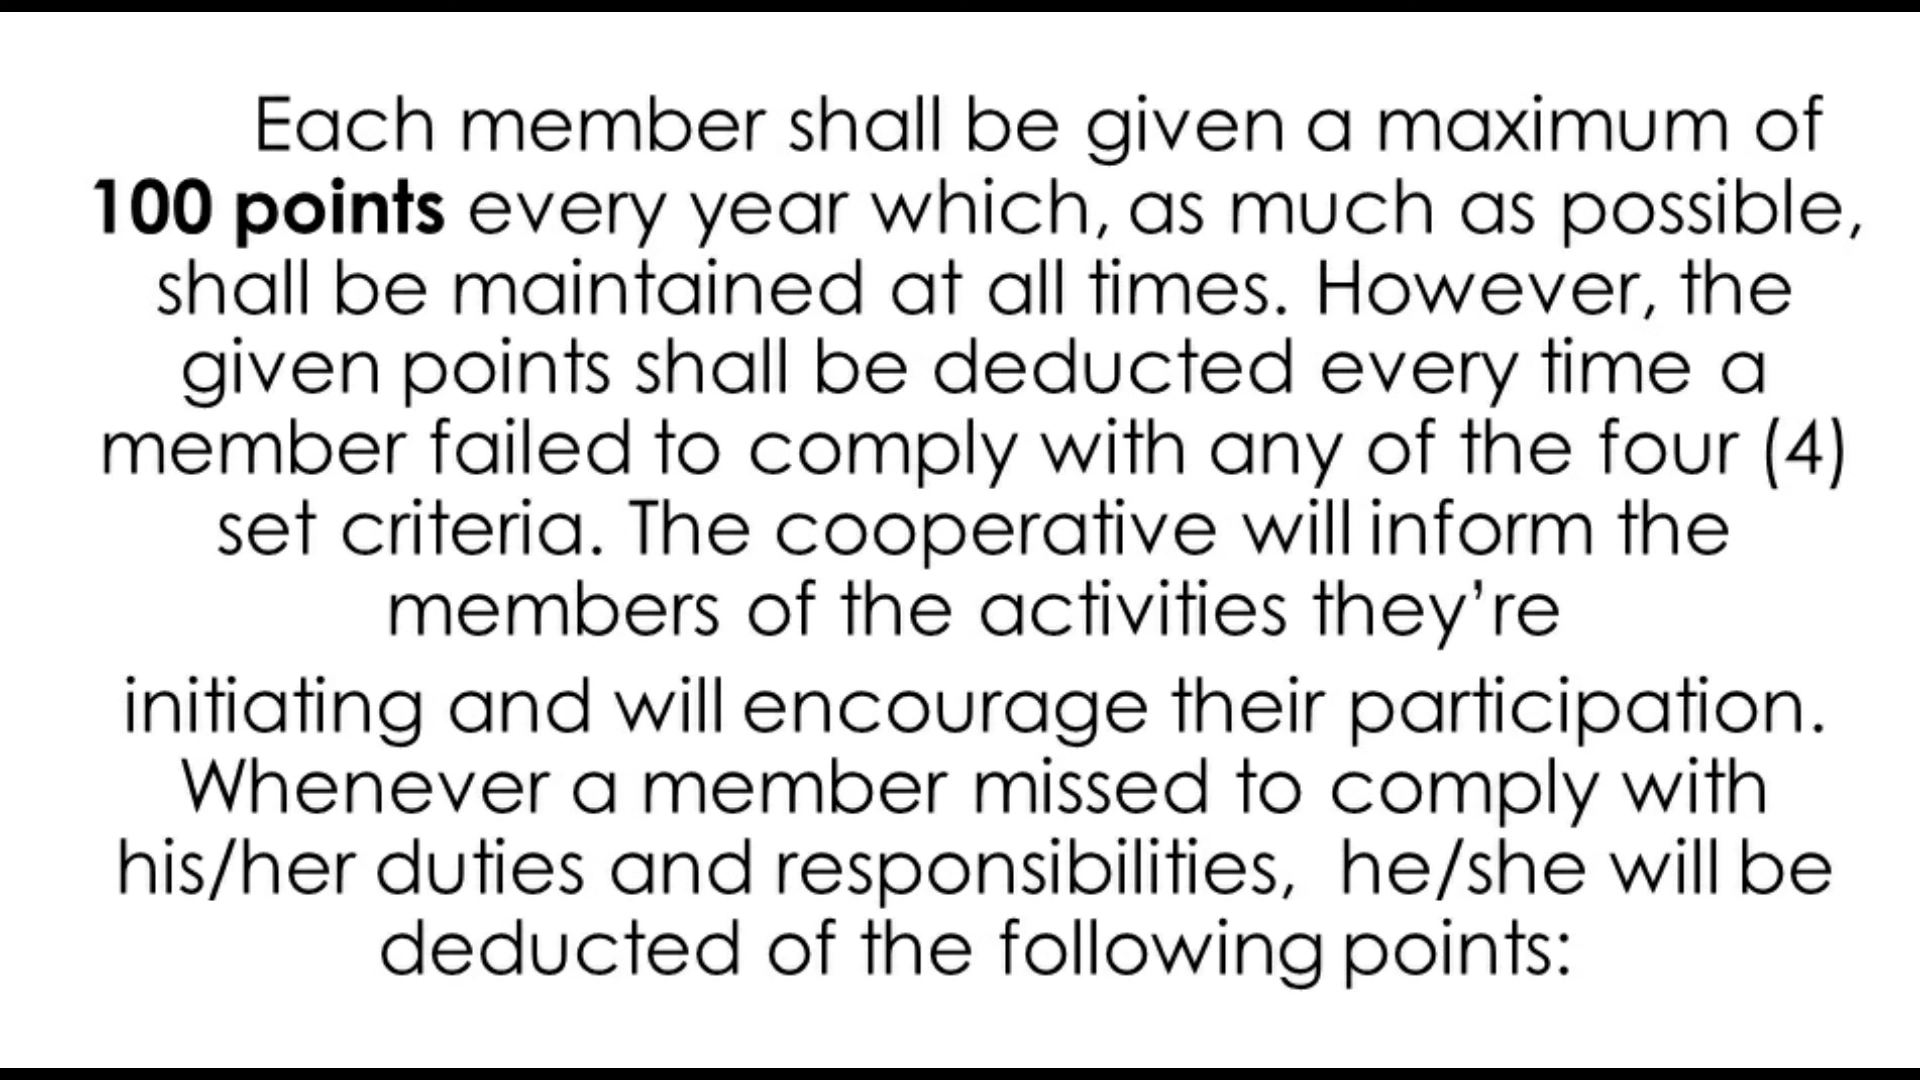 Each member shall be given a maximum of
100 points every year which, as much as possible,
shall be maintained at all times. However, the
given points shall be deducted every time a
member failed to comply with any of the four (4)
set criteria. The cooperative will inform the
members of the activities they’re
initiating and will encourage their participation.
Whenever a member missed to comply with
his/her duties and responsibilities, he/she will be
deducted of the following points: